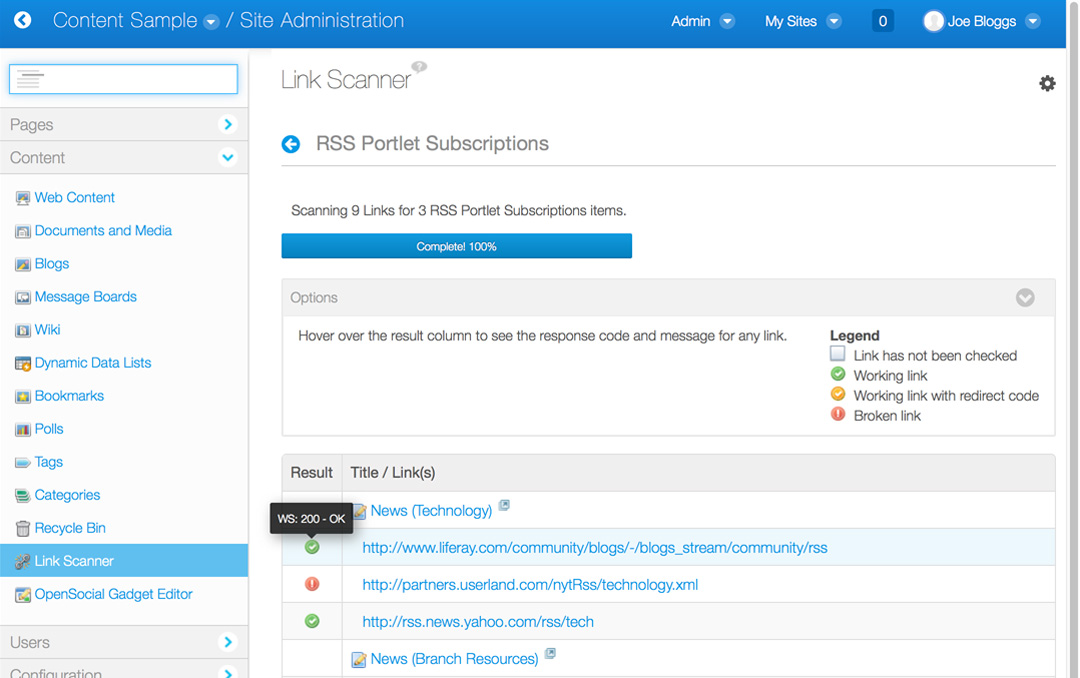 Content Sample / Site Administration
Admin My Sites 0 Joe Bloggs
Link Scanner ?
Pages
Content
Web Content
Documents and Media
Blogs
Message Boards
Wiki
Dynamic Data Lists
Bookmarks
Polls
Tags
Categories
Recycle Bin
Link Scanner
OpenSocial Gadget Editor
Users
Configuration
RSS Portlet Subscriptions
Scanning 9 Links for 3 RSS Portlet Subscriptions items.
Complete! 100%
Options
Hover over the result column to see the response code and message for any link.
Legend
Link has not been checked
Working link
Working link with redirect code
Broken link
Result Title / Link(s)
News (Technology)
WS: 200 - OK
http://www.liferay.com/community/blogs/-/blogs_stream/community/rss
http://partners.userland.com/nytRss/technology.xml
http://rss.news.yahoo.com/rss/tech
News (Branch Resources)